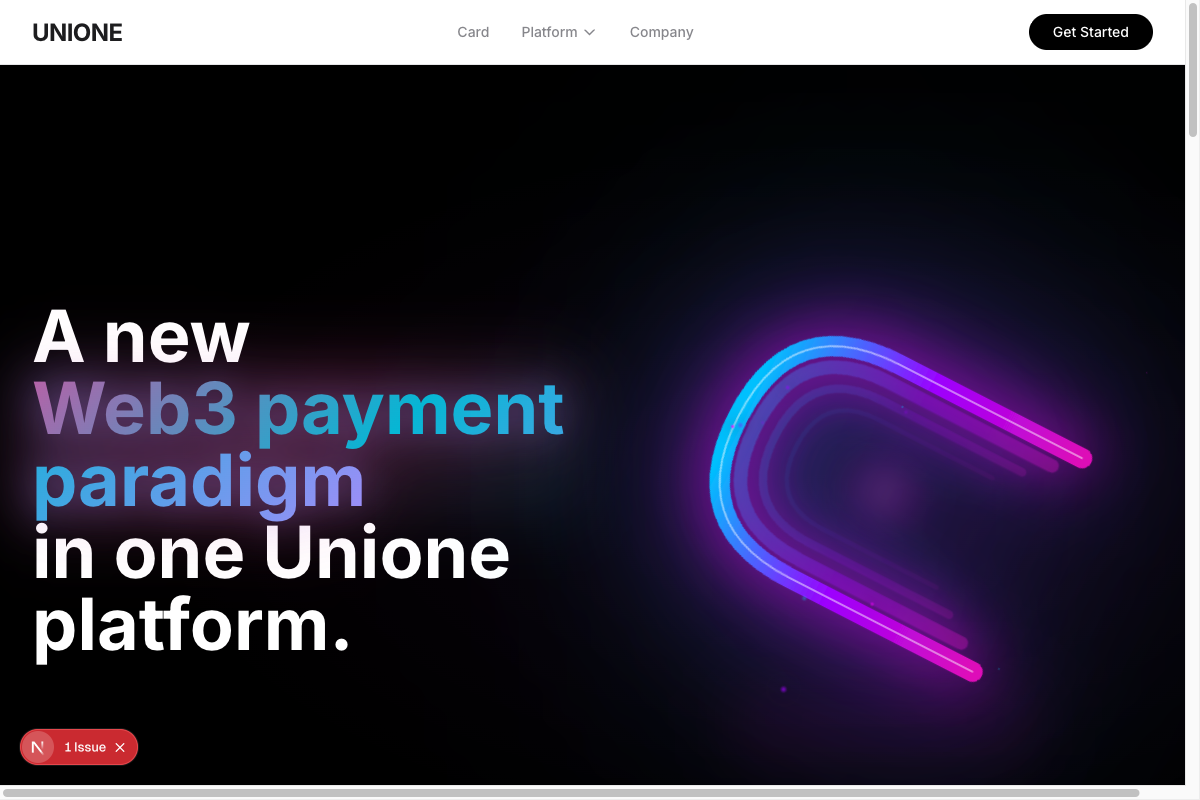 UNIONE
Card
Platform
Company
Get Started
A new
Web3 payment
paradigm
in one Unione
platform.
N
1 Issue